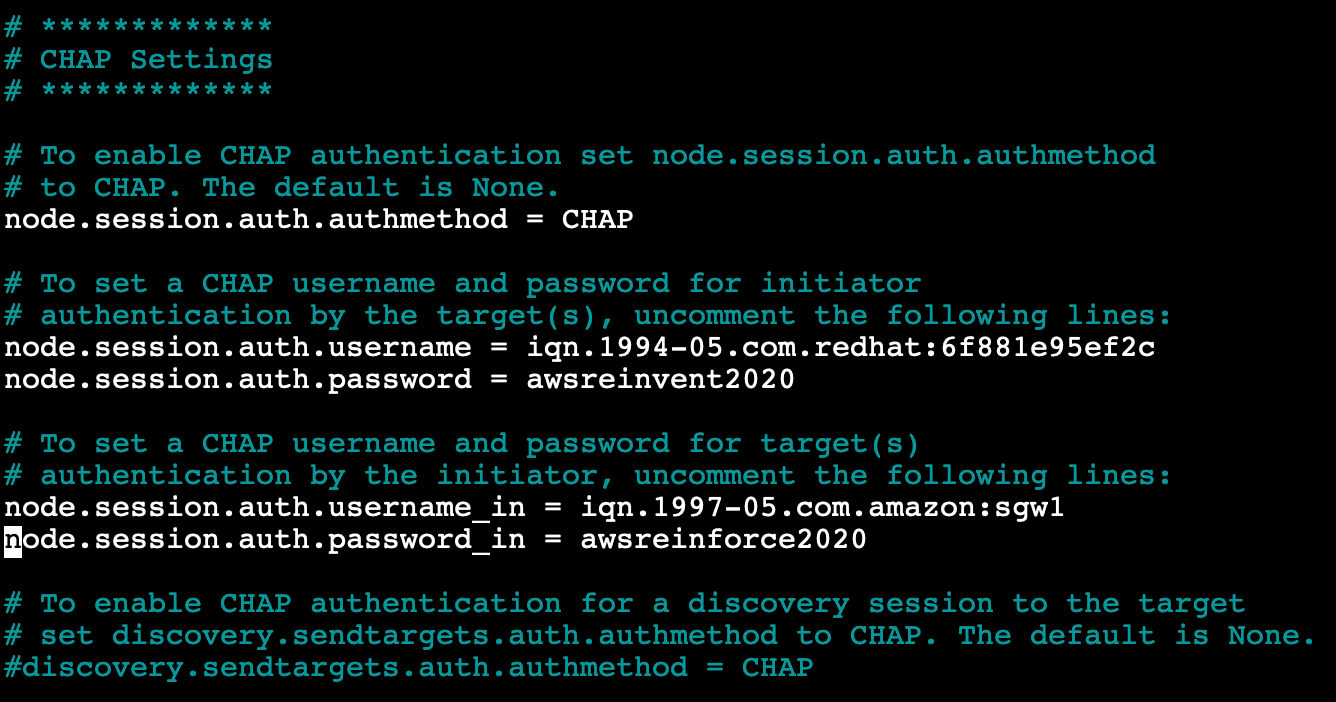 # *************
# CHAP Settings
# *************
# To enable CHAP authentication set node.session.auth.authmethod
# to CHAP. The default is None.
node.session.auth.authmethod = CHAP
# To set a CHAP username and password for initiator
# authentication by the target(s), uncomment the following lines:
node.session.auth.username = iqn.1994-05.com.redhat:6f881e95ef2c
node.session.auth.password = awsreinvent2020
# To set a CHAP username and password for target(s)
# authentication by the initiator, uncomment the following lines:
node.session.auth.username_in = iqn.1997-05.com.amazon:sgw1
node.session.auth.password_in = awsreinforce2020
# To enable CHAP authentication for a discovery session to the target
# set discovery.sendtargets.auth.authmethod to CHAP. The default is None.
#discovery.sendtargets.auth.authmethod = CHAP